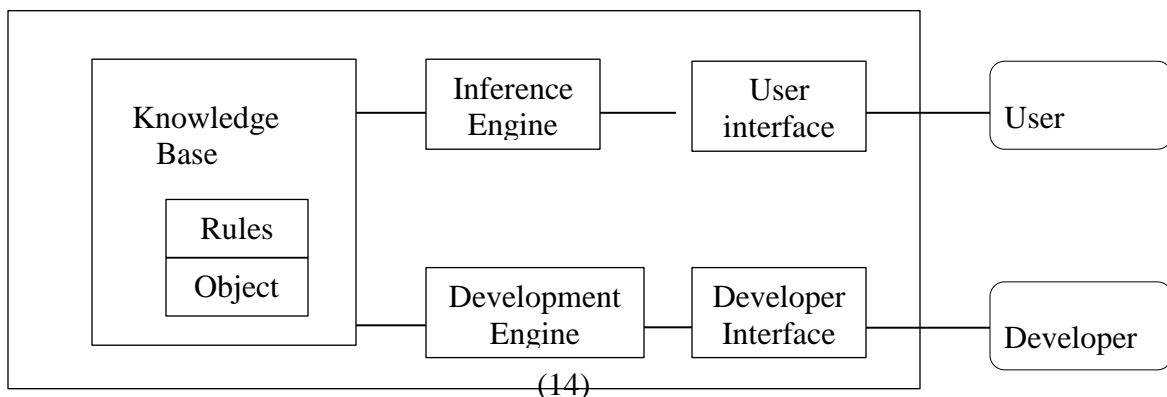 Knowledge
Base
Rules
Object
Inference
Engine
User
interface
User
Development
Engine
Developer
Interface
Developer
(14)